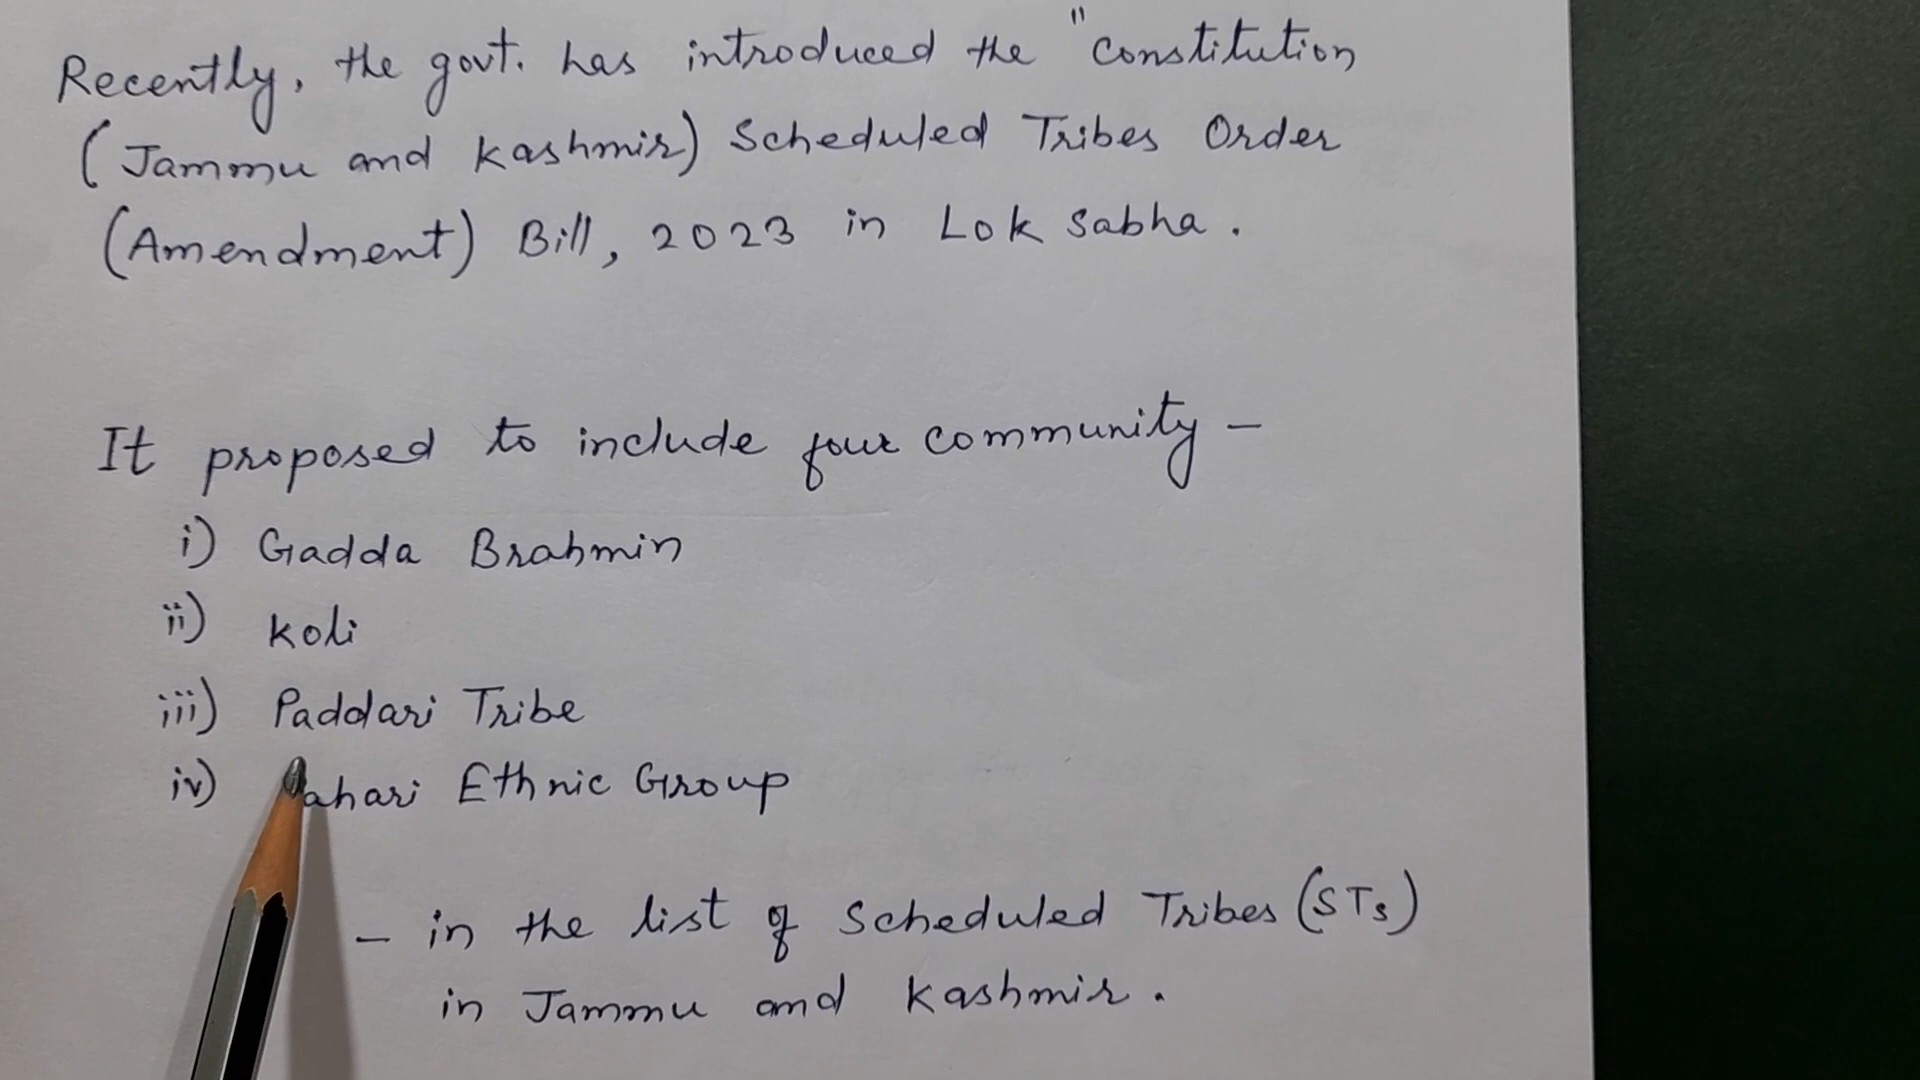 Recently, the govt. has introduced the "Constitution
(Jammu and Kashmir) Scheduled Tribes Order
(Amendment) Bill, 2023 in Lok Sabha.
It proposed to include four community –
i) Gadda Brahmin
ii) Koli
iii) Paddari Tribe
iv) Pahari Ethnic Group
– in the list of Scheduled Tribes (STs)
in Jammu and Kashmir.